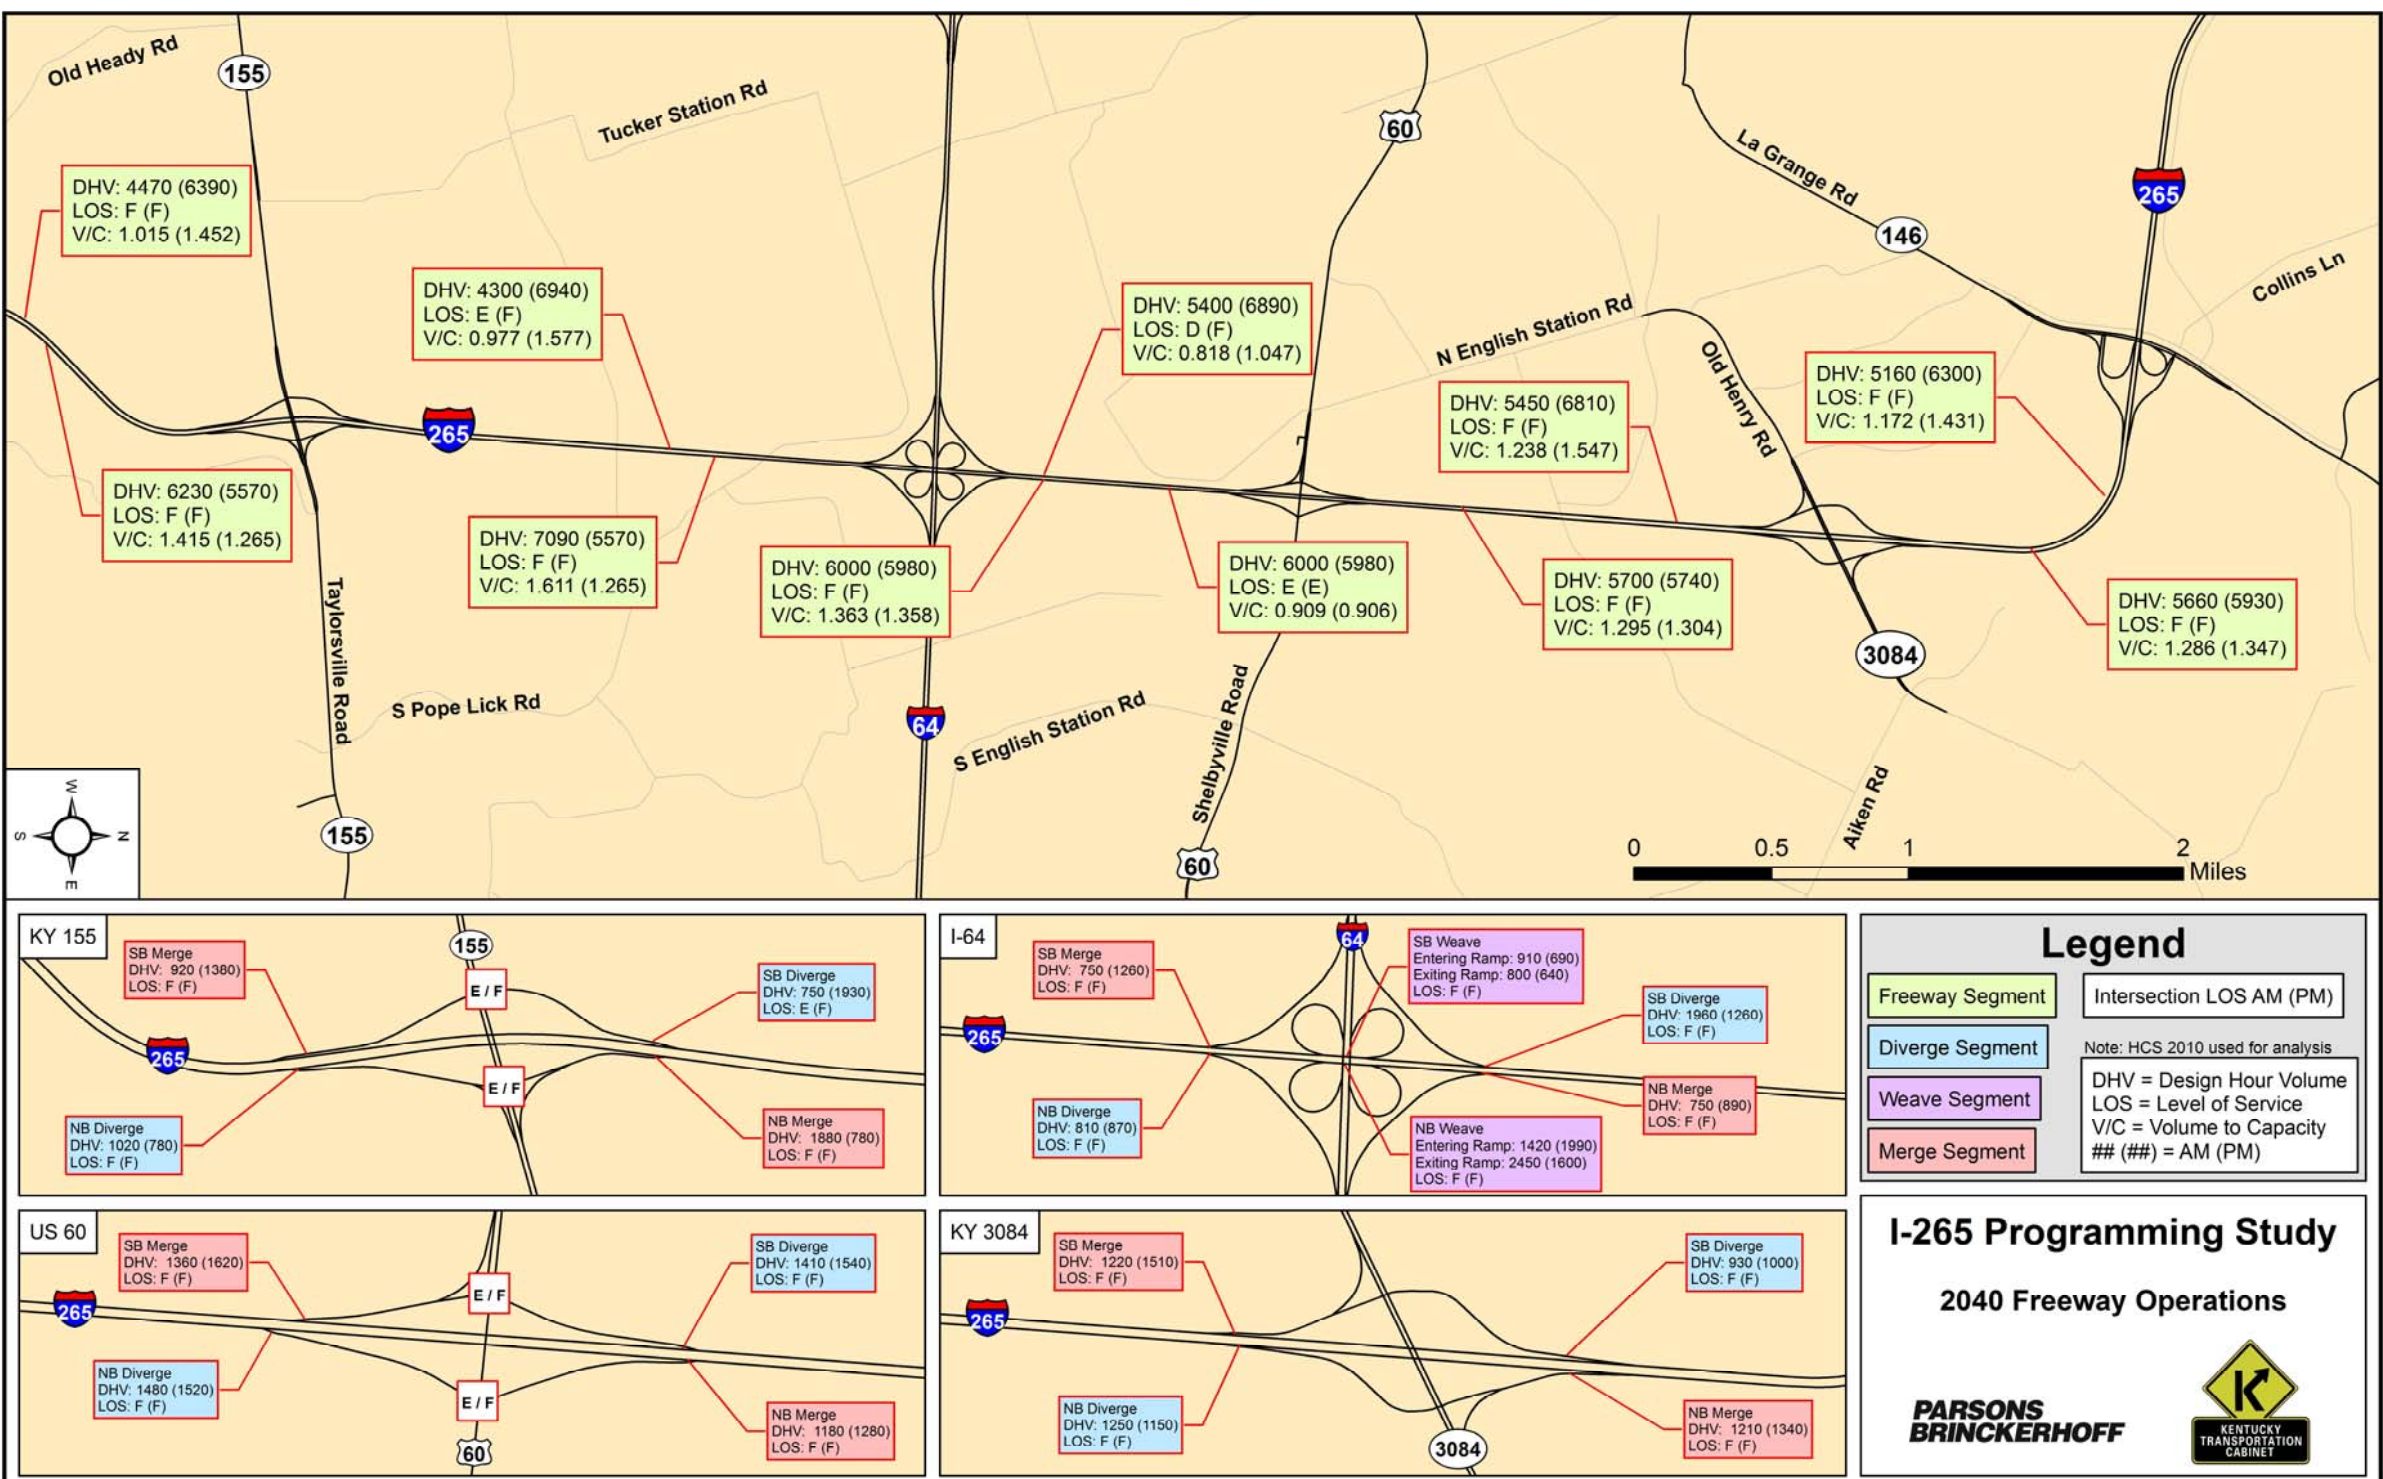 Old Heady Rd
155
Tucker Station Rd
60
La Grange Rd
146
265
Collins Ln
DHV: 4470 (6390)
LOS: F (F)
V/C: 1.015 (1.452)
DHV: 4300 (6940)
LOS: E (F)
V/C: 0.977 (1.577)
DHV: 5400 (6890)
LOS: D (F)
V/C: 0.818 (1.047)
N English Station Rd
Old Henry Rd
DHV: 5450 (6810)
LOS: F (F)
V/C: 1.238 (1.547)
DHV: 5160 (6300)
LOS: F (F)
V/C: 1.172 (1.431)
265
DHV: 6230 (5570)
LOS: F (F)
V/C: 1.415 (1.265)
DHV: 7090 (5570)
LOS: F (F)
V/C: 1.611 (1.265)
DHV: 6000 (5980)
LOS: F (F)
V/C: 1.363 (1.358)
DHV: 6000 (5980)
LOS: E (E)
V/C: 0.909 (0.906)
DHV: 5700 (5740)
LOS: F (F)
V/C: 1.295 (1.304)
DHV: 5660 (5930)
LOS: F (F)
V/C: 1.286 (1.347)
3084
Taylorsville Road
S Pope Lick Rd
64
S English Station Rd
Shelbyville Road
Aiken Rd
W
S
N
E
155
60
0 0.5 1 2
Miles
KY 155
155
SB Merge
DHV: 920 (1380)
LOS: F (F)
E / F
SB Diverge
DHV: 750 (1930)
LOS: E (F)
265
E / F
NB Diverge
DHV: 1020 (780)
LOS: F (F)
NB Merge
DHV: 1880 (780)
LOS: F (F)
I-64
64
SB Merge
DHV: 750 (1260)
LOS: F (F)
SB Weave
Entering Ramp: 910 (690)
Exiting Ramp: 800 (640)
LOS: F (F)
SB Diverge
DHV: 1960 (1260)
LOS: F (F)
265
NB Diverge
DHV: 810 (870)
LOS: F (F)
NB Merge
DHV: 750 (890)
LOS: F (F)
NB Weave
Entering Ramp: 1420 (1990)
Exiting Ramp: 2450 (1600)
LOS: F (F)
Legend
Freeway Segment
Intersection LOS AM (PM)
Diverge Segment
Note: HCS 2010 used for analysis
Weave Segment
Merge Segment
DHV = Design Hour Volume
LOS = Level of Service
V/C = Volume to Capacity
## (##) = AM (PM)
US 60
SB Merge
DHV: 1360 (1620)
LOS: F (F)
SB Diverge
DHV: 1410 (1540)
LOS: F (F)
265
E / F
NB Diverge
DHV: 1480 (1520)
LOS: F (F)
E / F
NB Merge
DHV: 1180 (1280)
LOS: F (F)
60
KY 3084
SB Merge
DHV: 1220 (1510)
LOS: F (F)
SB Diverge
DHV: 930 (1000)
LOS: F (F)
265
NB Diverge
DHV: 1250 (1150)
LOS: F (F)
NB Merge
DHV: 1210 (1340)
LOS: F (F)
3084
I-265 Programming Study
2040 Freeway Operations
PARSONS
BRINCKERHOFF
KENTUCKY
TRANSPORTATION
CABINET